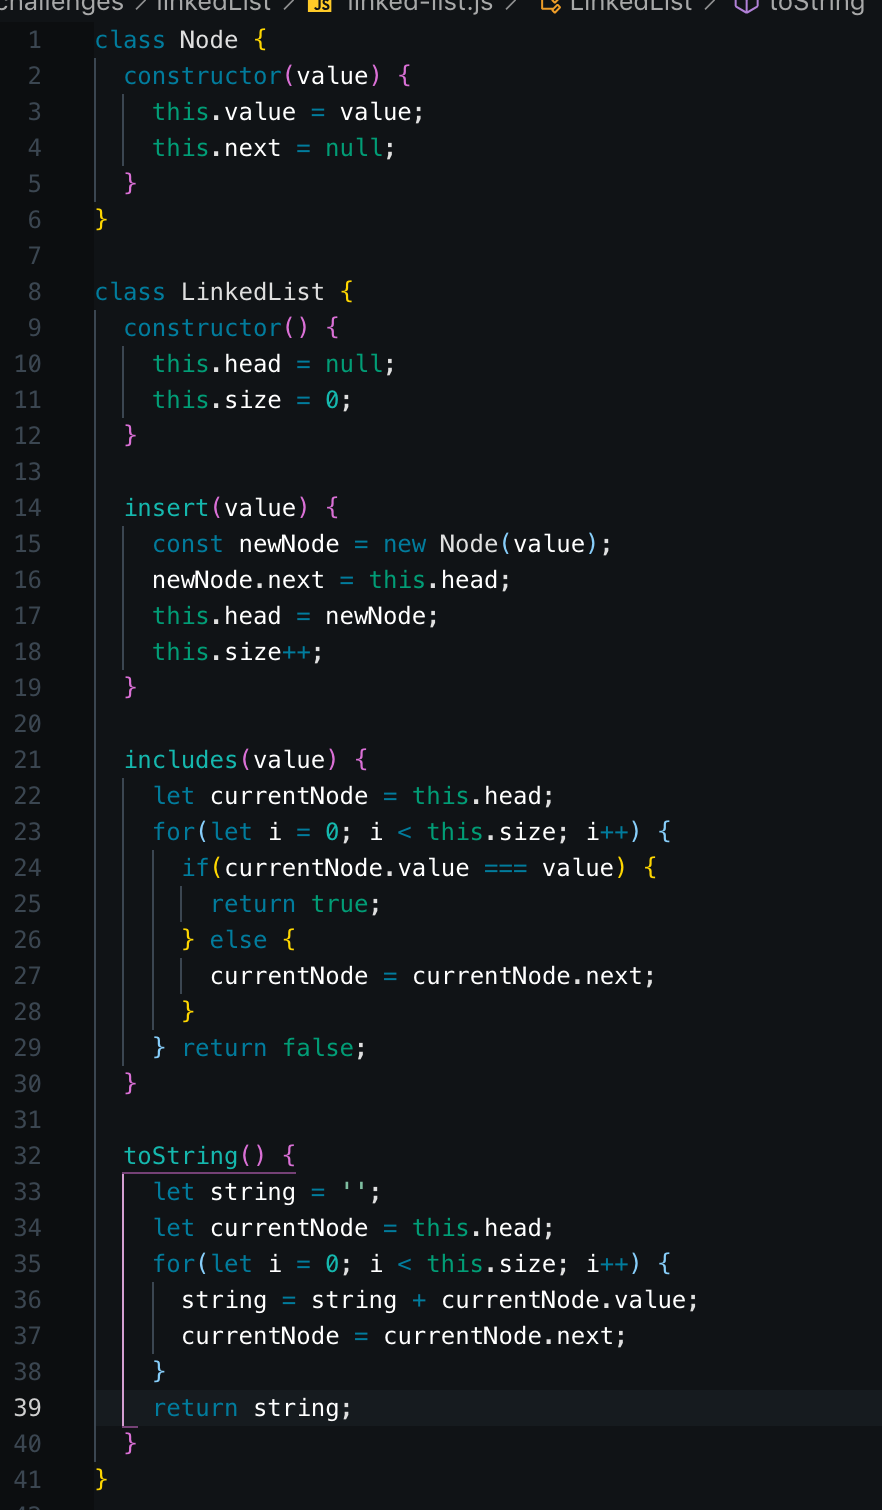 challenges > linkedList > JS linked-list.js > LinkedList > toString
1 class Node {
2   constructor(value) {
3     this.value = value;
4     this.next = null;
5   }
6 }
7
8 class LinkedList {
9   constructor() {
10     this.head = null;
11     this.size = 0;
12   }
13
14   insert(value) {
15     const newNode = new Node(value);
16     newNode.next = this.head;
17     this.head = newNode;
18     this.size++;
19   }
20
21   includes(value) {
22     let currentNode = this.head;
23     for(let i = 0; i < this.size; i++) {
24       if(currentNode.value === value) {
25         return true;
26       } else {
27         currentNode = currentNode.next;
28       }
29     } return false;
30   }
31
32   toString() {
33     let string = '';
34     let currentNode = this.head;
35     for(let i = 0; i < this.size; i++) {
36       string = string + currentNode.value;
37       currentNode = currentNode.next;
38     }
39     return string;
40   }
41 }